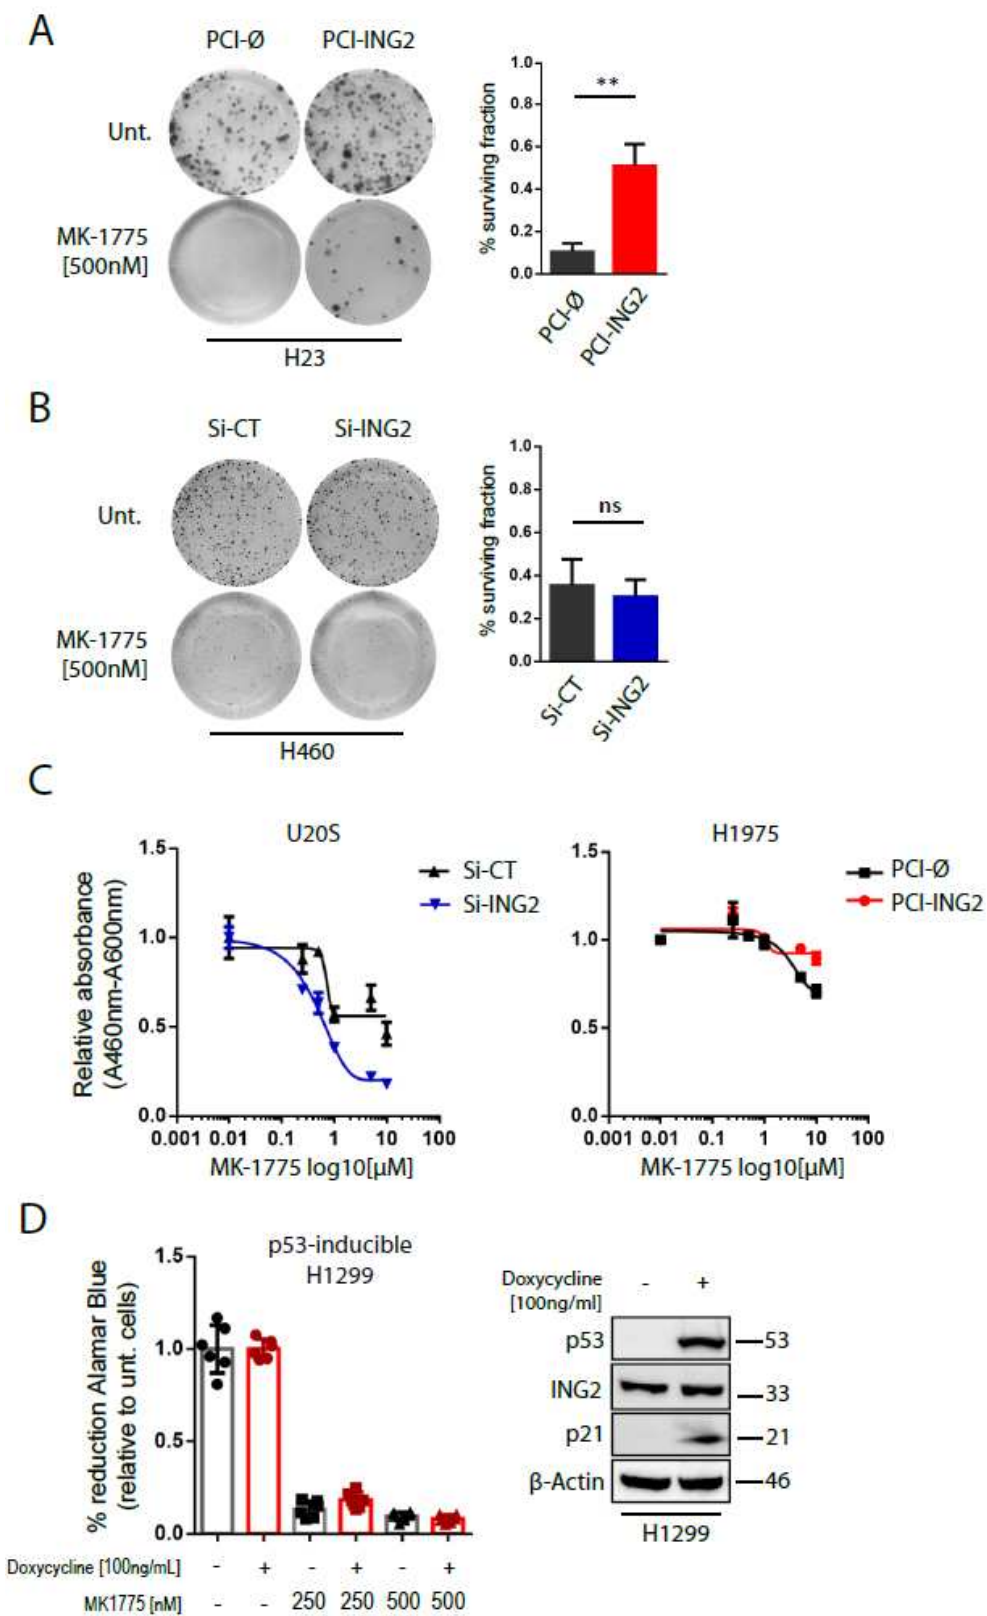 A
PCI-Ø PCI-ING2
Unt.
MK-1775
[500nM]
H23
% surviving fraction
1.0
0.8
0.6
0.4
0.2
0.0
**
PCI-Ø
PCI-ING2
B
Si-CT Si-ING2
Unt.
MK-1775
[500nM]
H460
% surviving fraction
1.0
0.8
0.6
0.4
0.2
0.0
ns
Si-CT
Si-ING2
C
U20S
Relative absorbance
(A460nm-A600nm)
1.5
1.0
0.5
0.0
0.001 0.01 0.1 1 10 100
MK-1775 log10[µM]
Si-CT
Si-ING2
H1975
1.5
1.0
0.5
0.0
0.001 0.01 0.1 1 10 100
MK-1775 log10[µM]
PCI-Ø
PCI-ING2
D
p53-inducible
H1299
% reduction Alamar Blue
(relative to unt. cells)
1.5
1.0
0.5
0.0
Doxycycline [100ng/mL] - + - + - +
MK1775 [nM] - - 250 250 500 500
Doxycycline
[100ng/ml]
- +
p53 53
ING2 33
p21 21
β-Actin 46
H1299